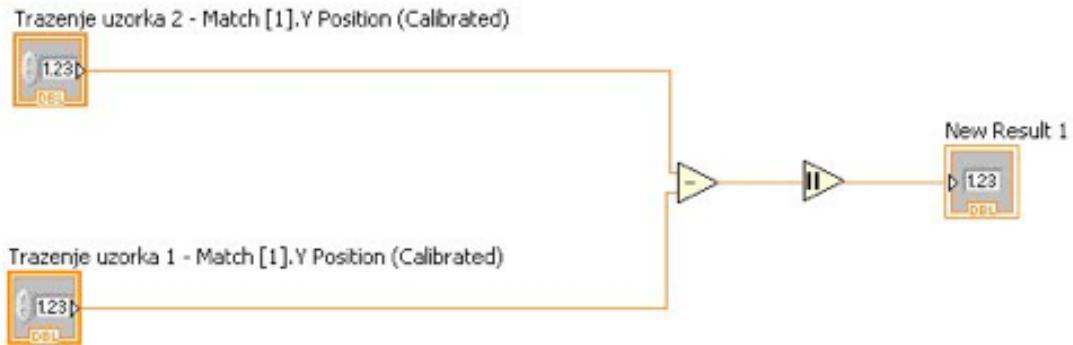 Trazenje uzorka 2 - Match [1].Y Position (Calibrated)
1.23
DBL
New Result 1
1.23
DBL
Trazenje uzorka 1 - Match [1].Y Position (Calibrated)
1.23
DBL